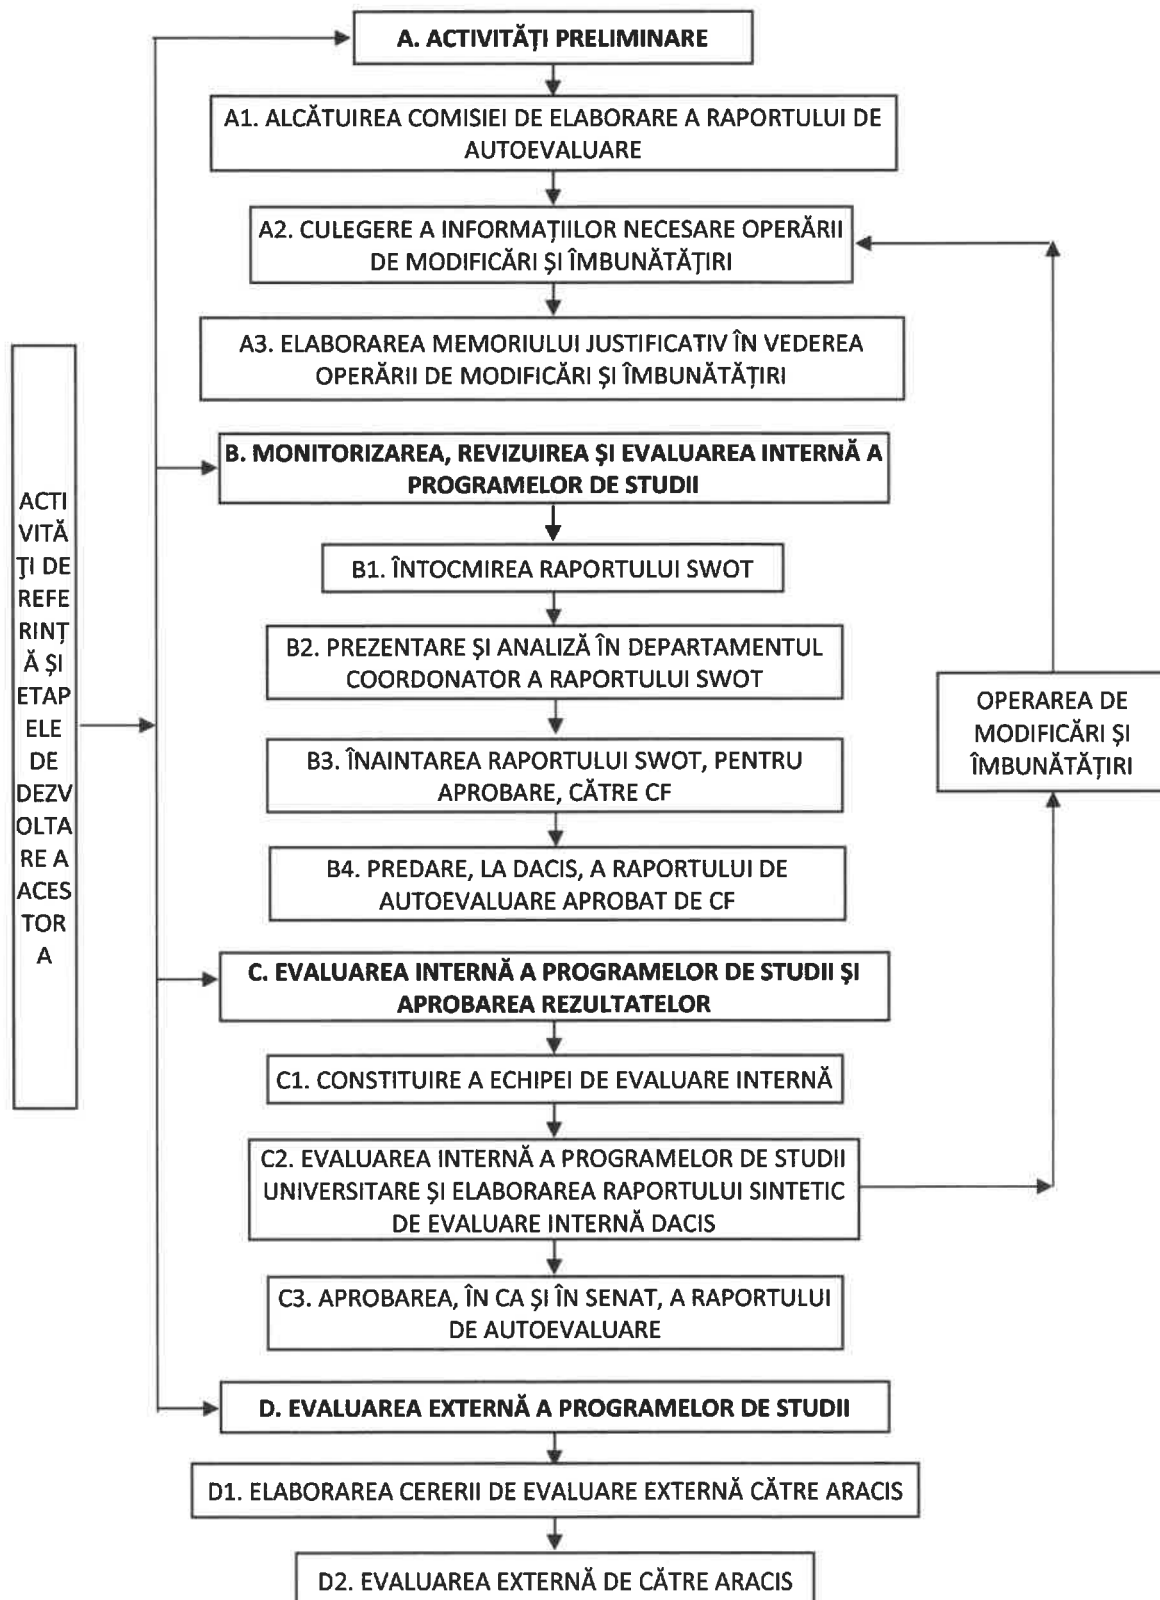 A. ACTIVITĂȚI PRELIMINARE
A1. ALCĂTUIREA COMISIEI DE ELABORARE A RAPORTULUI DE
AUTOEVALUARE
A2. CULEGERE A INFORMAȚIILOR NECESARE OPERĂRII
DE MODIFICĂRI ȘI ÎMBUNĂTĂȚIRI
A3. ELABORAREA MEMORIULUI JUSTIFICATIV ÎN VEDEREA
OPERĂRII DE MODIFICĂRI ȘI ÎMBUNĂTĂȚIRI
B. MONITORIZAREA, REVIZUIREA ȘI EVALUAREA INTERNĂ A
PROGRAMELOR DE STUDII
ACTI
VITĂ
ȚI DE
REFE
RINȚ
Ă ȘI
ETAP
ELE
DE
DEZV
OLTA
RE A
ACES
TOR
A
B1. ÎNTOCMIREA RAPORTULUI SWOT
B2. PREZENTARE ȘI ANALIZĂ ÎN DEPARTAMENTUL
COORDONATOR A RAPORTULUI SWOT
OPERAREA DE
MODIFICĂRI ȘI
ÎMBUNĂTĂȚIRI
B3. ÎNAINTAREA RAPORTULUI SWOT, PENTRU
APROBARE, CĂTRE CF
B4. PREDARE, LA DACIS, A RAPORTULUI DE
AUTOEVALUARE APROBAT DE CF
C. EVALUAREA INTERNĂ A PROGRAMELOR DE STUDII ȘI
APROBAREA REZULTATELOR
C1. CONSTITUIRE A ECHIPEI DE EVALUARE INTERNĂ
C2. EVALUAREA INTERNĂ A PROGRAMELOR DE STUDII
UNIVERSITARE ȘI ELABORAREA RAPORTULUI SINTETIC
DE EVALUARE INTERNĂ DACIS
C3. APROBAREA, ÎN CA ȘI ÎN SENAT, A RAPORTULUI
DE AUTOEVALUARE
D. EVALUAREA EXTERNĂ A PROGRAMELOR DE STUDII
D1. ELABORAREA CERERII DE EVALUARE EXTERNĂ CĂTRE ARACIS
D2. EVALUAREA EXTERNĂ DE CĂTRE ARACIS